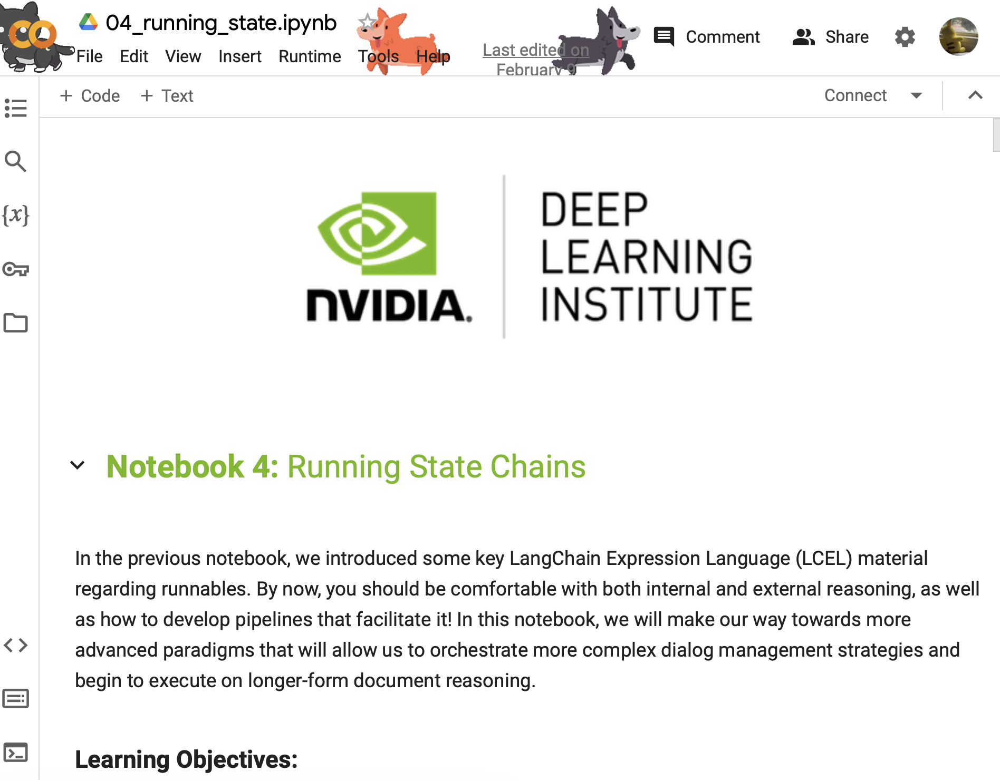 04_running_state.ipynb
File Edit View Insert Runtime Tools Help
Last edited on
February 9
Comment
Share
+ Code + Text
Connect
{x}
NVIDIA.
DEEP
LEARNING
INSTITUTE
Notebook 4: Running State Chains
In the previous notebook, we introduced some key LangChain Expression Language (LCEL) material
regarding runnables. By now, you should be comfortable with both internal and external reasoning, as well
as how to develop pipelines that facilitate it! In this notebook, we will make our way towards more
advanced paradigms that will allow us to orchestrate more complex dialog management strategies and
begin to execute on longer-form document reasoning.
Learning Objectives: